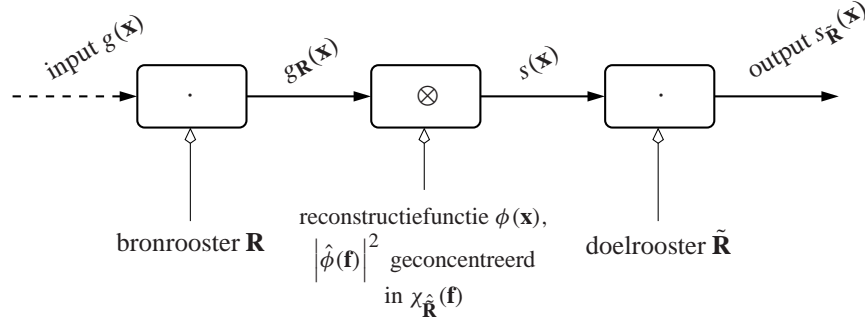 input g(x)
g_R(x)
s(x)
output s_R̃(x)
·
⊗
·
bronrooster R
reconstructiefunctie ϕ(x),
|ϕ̂(f)|² geconcentreerd
in χ_R̃̂(f)
doelrooster R̃